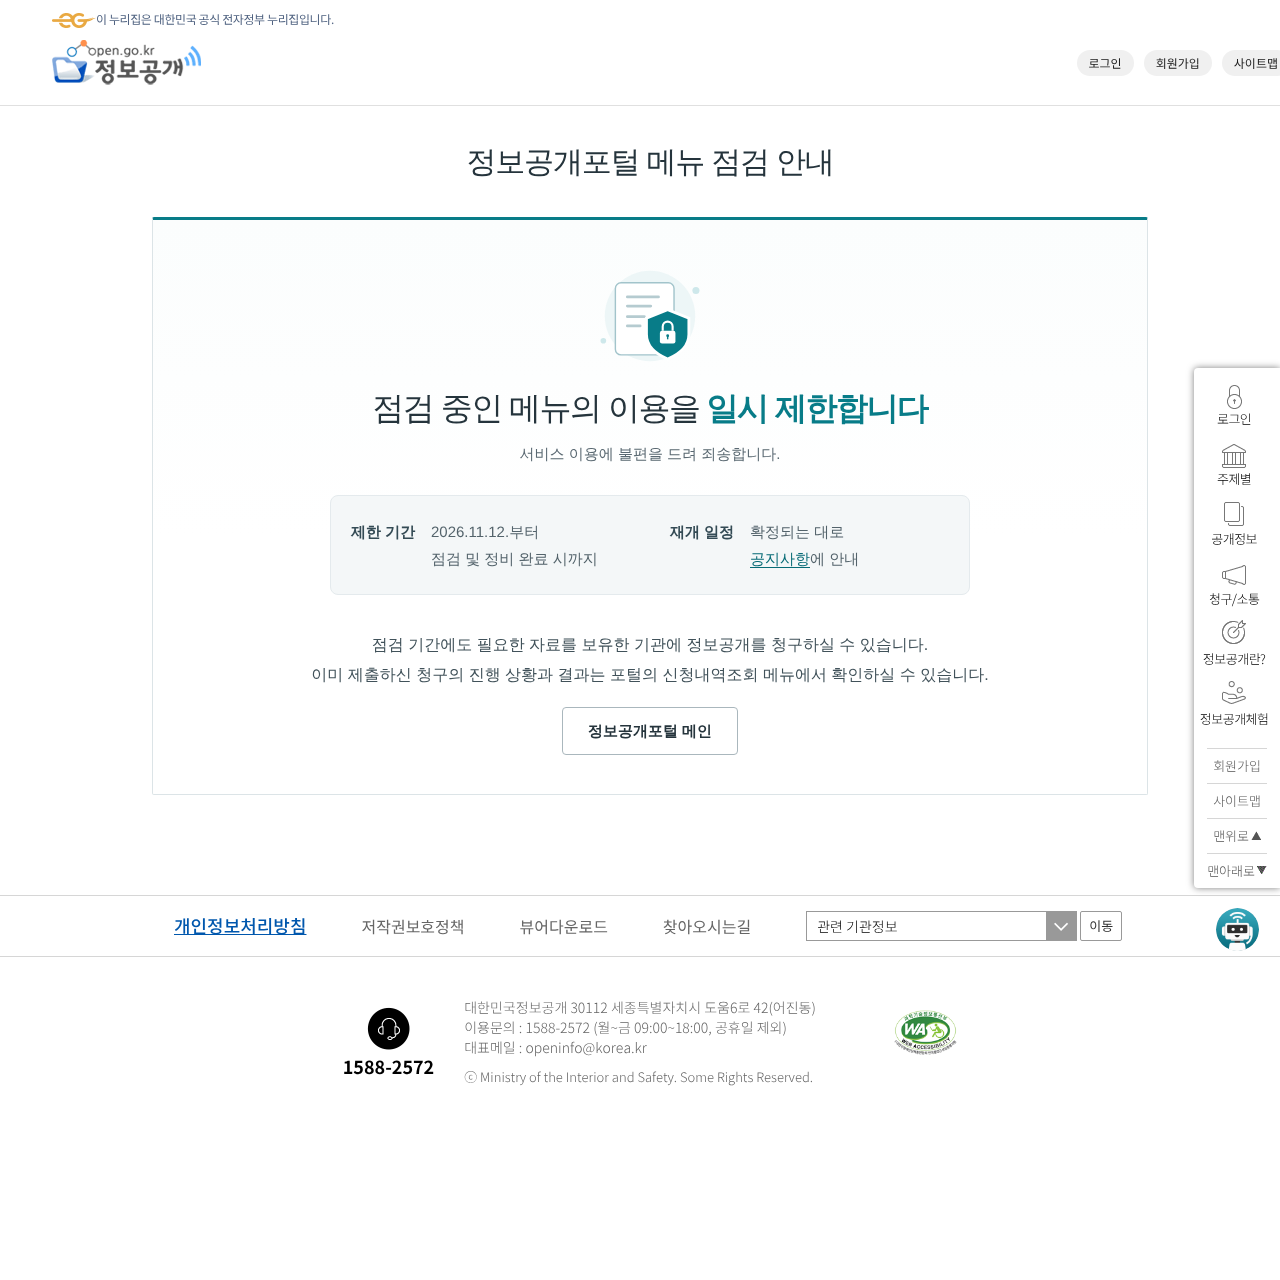 이 누리집은 대한민국 공식 전자정부 누리집입니다.
open.go.kr
정보공개
로그인
회원가입
사이트맵
정보공개포털 메뉴 점검 안내
점검 중인 메뉴의 이용을 일시 제한합니다
서비스 이용에 불편을 드려 죄송합니다.
제한 기간 2026.11.12.부터
점검 및 정비 완료 시까지
재개 일정 확정되는 대로
공지사항에 안내
점검 기간에도 필요한 자료를 보유한 기관에 정보공개를 청구하실 수 있습니다.
이미 제출하신 청구의 진행 상황과 결과는 포털의 신청내역조회 메뉴에서 확인하실 수 있습니다.
정보공개포털 메인
로그인
주제별
공개정보
청구/소통
정보공개란?
정보공개체험
회원가입
사이트맵
맨위로▲
맨아래로▼
개인정보처리방침
저작권보호정책
뷰어다운로드
찾아오시는길
관련 기관정보
이동
1588-2572
대한민국정보공개 30112 세종특별자치시 도움6로 42(어진동)
이용문의 : 1588-2572 (월~금 09:00~18:00, 공휴일 제외)
대표메일 : openinfo@korea.kr
ⓒ Ministry of the Interior and Safety. Some Rights Reserved.
WA
WEB ACCESSIBILITY